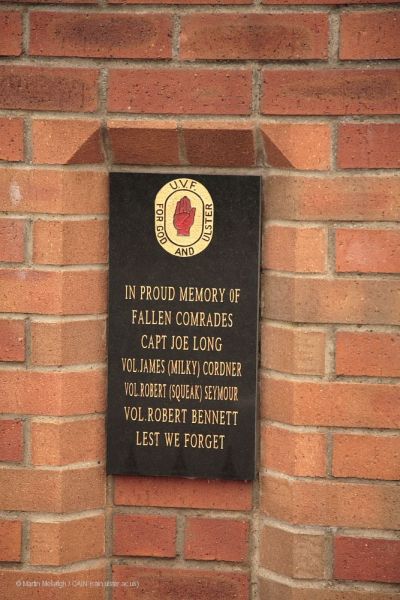 U.V.F.
FOR GOD AND ULSTER
IN PROUD MEMORY OF
FALLEN COMRADES
CAPT JOE LONG
VOL.JAMES (MILKY) CORDNER
VOL.ROBERT (SQUEAK) SEYMOUR
VOL.ROBERT BENNETT
LEST WE FORGET
© Martin Melaugh / CAIN (cain.ulster.ac.uk)